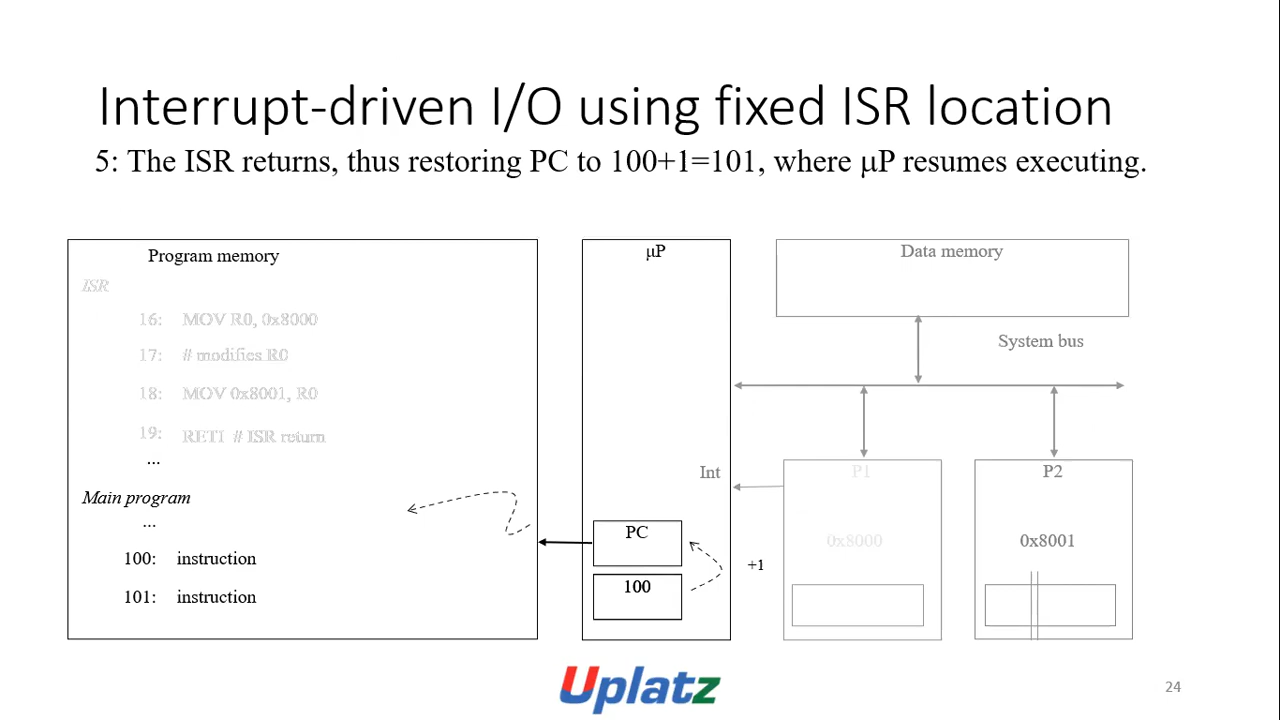 Interrupt-driven I/O using fixed ISR location
5: The ISR returns, thus restoring PC to 100+1=101, where μP resumes executing.
Program memory
ISR
16: MOV R0, 0x8000
17: # modifies R0
18: MOV 0x8001, R0
19: RETI # ISR return
...
Main program
...
100: instruction
101: instruction
μP
Int
PC
100
+1
Data memory
System bus
P1
0x8000
P2
0x8001
Uplatz
24